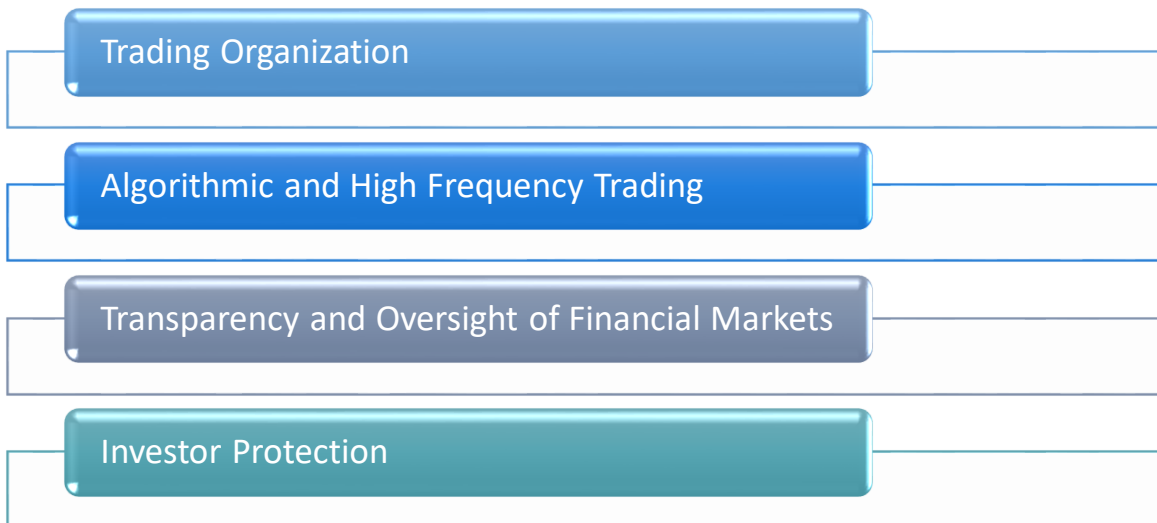 Trading Organization
Algorithmic and High Frequency Trading
Transparency and Oversight of Financial Markets
Investor Protection